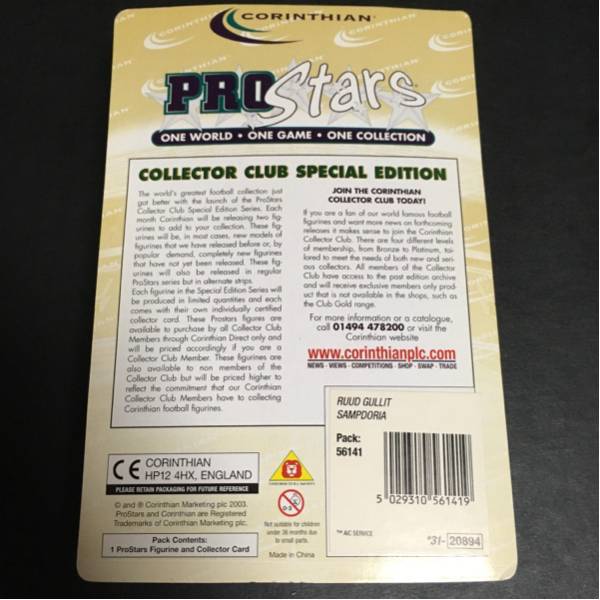 CORINTHIAN
PROStars
ONE WORLD • ONE GAME • ONE COLLECTION
COLLECTOR CLUB SPECIAL EDITION
The world's greatest football collection just
got better with the launch of the ProStars
Collector Club Special Edition Series. Each
month Corinthian will be releasing two fig-
urines to add to your collection. These fig-
urines will be, in most cases, new models of
figurines that we have released before or, by
popular demand, completely new figurines
that have not yet been released. These fig-
urines will also be released in regular
ProStars series but in alternate strips.
Each figurine in the Special Edition Series will
be produced in limited quantities and each
comes with their own individually certified
collector card. These Prostars figures are
available to purchase by all Collector Club
Members through Corinthian Direct only and
will be priced accordingly if you are a
Collector Club Member. These figurines are
also available to non members of the
Collector Club but will be priced higher to
reflect the commitment that our Corinthian
Collector Club Members have to collecting
Corinthian football figurines.
JOIN THE CORINTHIAN
COLLECTOR CLUB TODAY!
If you are a fan of our world famous football
figurines and want more news on forthcoming
releases it makes sense to join the Corinthian
Collector Club. There are four different levels
of membership, from Bronze to Platinum, tai-
lored to meet the needs of both new and seri-
ous collectors. All members of the Collector
Club have access to the past edition archive
and will receive exclusive members only prod-
uct that is not available in the shops, such as
the Club Gold range.
For more information or a catalogue,
call 01494 478200 or visit the
Corinthian website
www.corinthianplc.com
NEWS - VIEWS - COMPETITIONS - SHOP - SWAP - TRADE
RUUD GULLIT
SAMPDORIA
Pack:
56141
5 029310 561419
™ AC SERVICE
*31- 20894
CE CORINTHIAN
HP12 4HX, ENGLAND
PLEASE RETAIN PACKAGING FOR FUTURE REFERENCE
© and ® Corinthian Marketing plc 2003.
ProStars and Corinthian are Registered
Trademarks of Corinthian Marketing plc.
Pack Contents:
1 ProStars Figurine and Collector Card
0-3
Not suitable for children
under 36 months due
to small parts.
Made in China